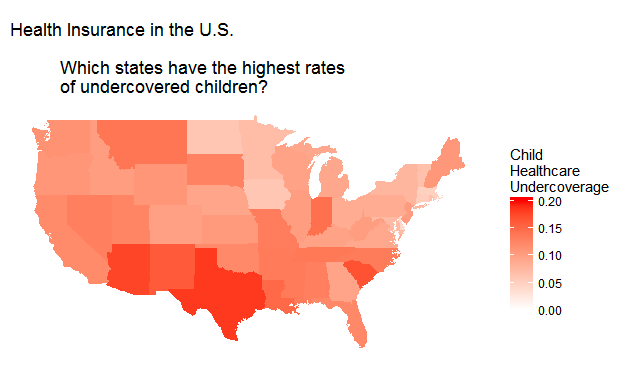 Health Insurance in the U.S.
Which states have the highest rates
of undercovered children?
Child
Healthcare
Undercoverage
0.20
0.15
0.10
0.05
0.00